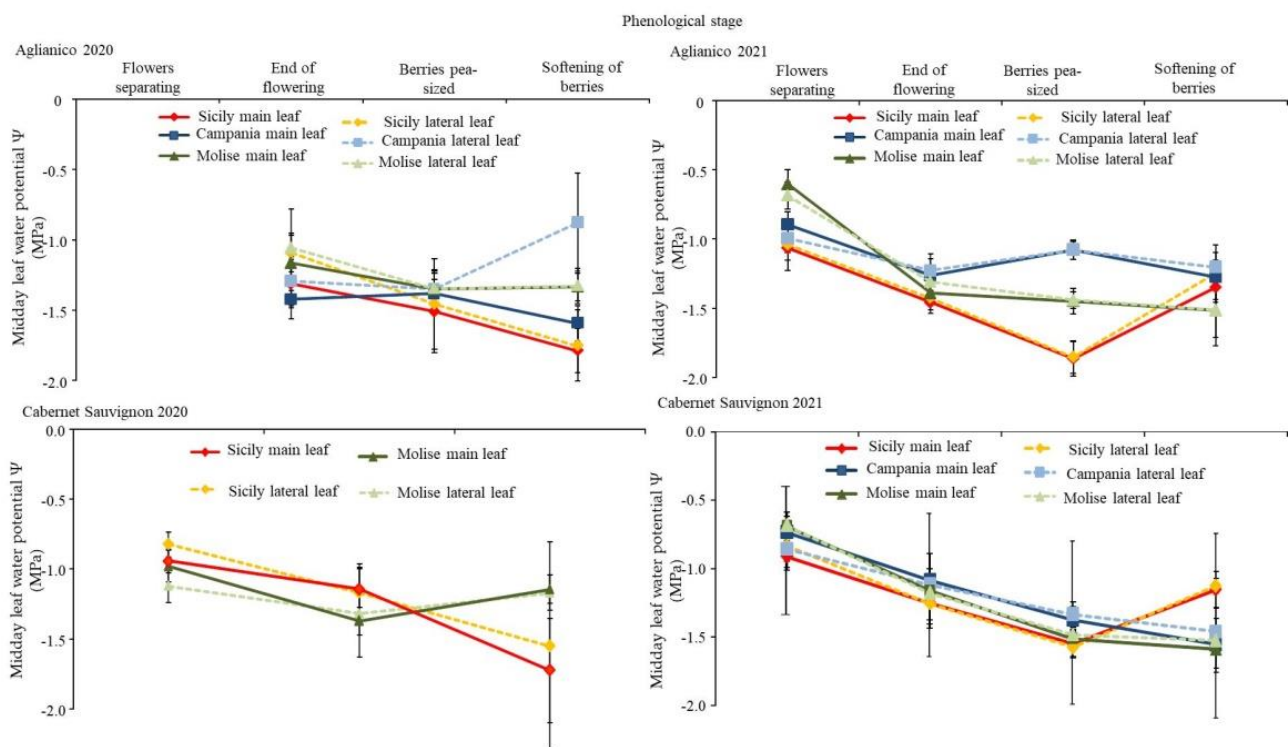 Phenological stage
Aglianico 2020
Flowers separating
End of flowering
Berries pea-sized
Softening of berries
0
-0.5
-1.0
-1.5
-2.0
Midday leaf water potential Ψ (MPa)
Sicily main leaf
Campania main leaf
Molise main leaf
Sicily lateral leaf
Campania lateral leaf
Molise lateral leaf
Aglianico 2021
Flowers separating
End of flowering
Berries pea-sized
Softening of berries
0
-0.5
-1.0
-1.5
-2.0
Midday leaf water potential Ψ (MPa)
Sicily main leaf
Campania main leaf
Molise main leaf
Sicily lateral leaf
Campania lateral leaf
Molise lateral leaf
Cabernet Sauvignon 2020
0.0
-0.5
-1.0
-1.5
-2.0
Midday leaf water potential Ψ (MPa)
Sicily main leaf
Molise main leaf
Sicily lateral leaf
Molise lateral leaf
Cabernet Sauvignon 2021
0.0
-0.5
-1.0
-1.5
-2.0
Midday leaf water potential Ψ (MPa)
Sicily main leaf
Campania main leaf
Molise main leaf
Sicily lateral leaf
Campania lateral leaf
Molise lateral leaf